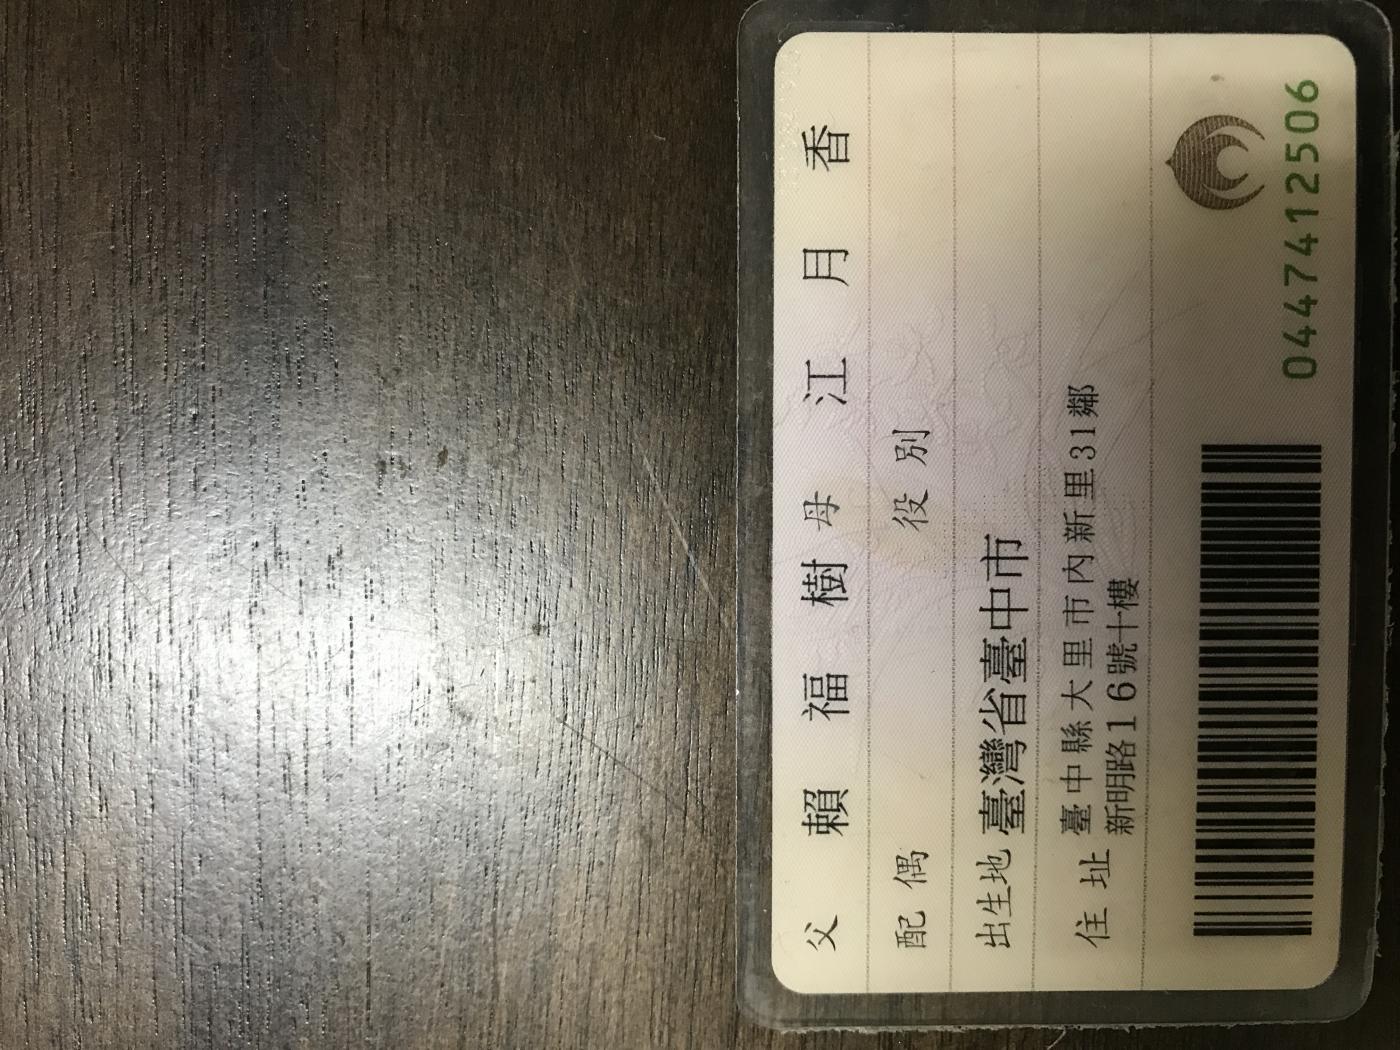 父 賴福樹 母 江月香
配偶 役別
出生地 臺灣省臺中市
住址 臺中縣大里市內新里31鄰
新明路16號十樓
0447412506